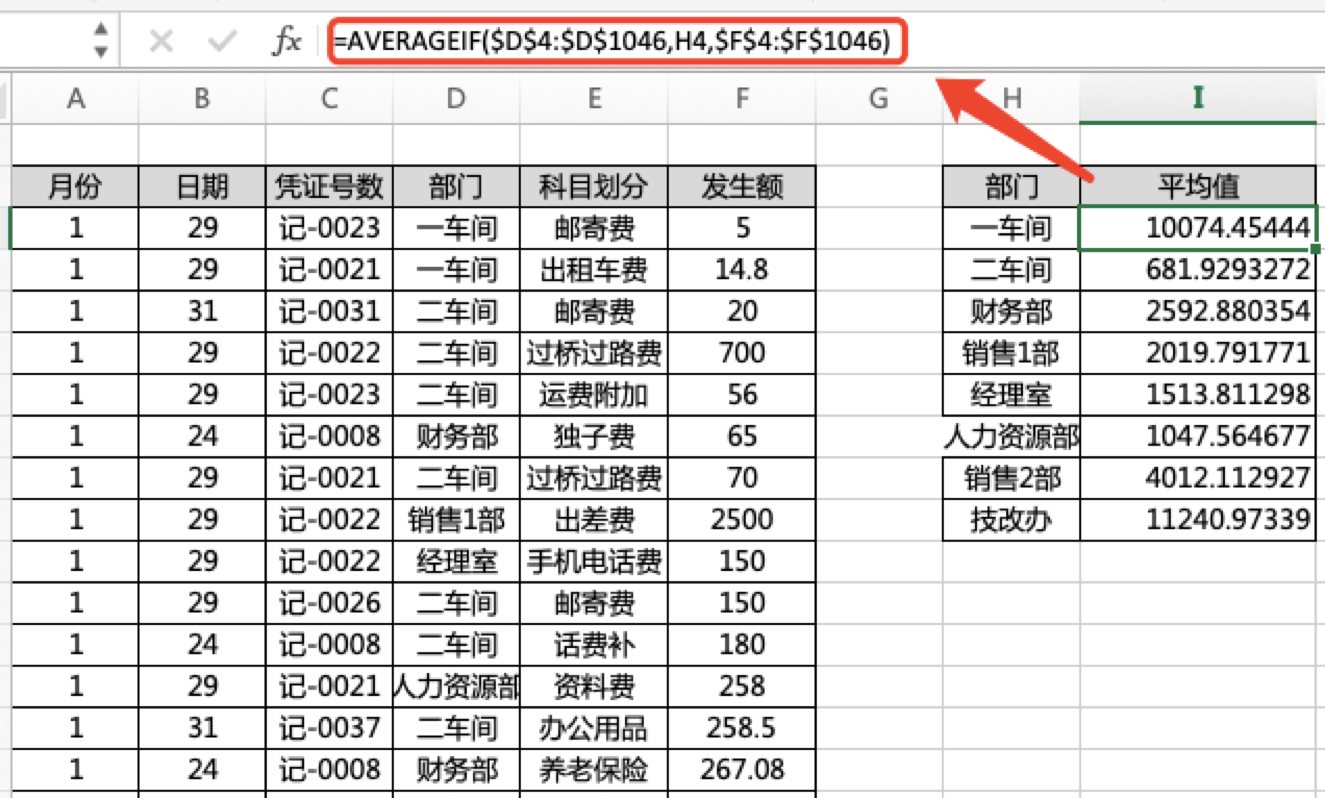 fx =AVERAGEIF($D$4:$D$1046,H4,$F$4:$F$1046)
A B C D E F G H I
月份 日期 凭证号数 部门 科目划分 发生额 部门 平均值
1 29 记-0023 一车间 邮寄费 5 一车间 10074.45444
1 29 记-0021 一车间 出租车费 14.8 二车间 681.9293272
1 31 记-0031 二车间 邮寄费 20 财务部 2592.880354
1 29 记-0022 二车间 过桥过路费 700 销售1部 2019.791771
1 29 记-0023 二车间 运费附加 56 经理室 1513.811298
1 24 记-0008 财务部 独子费 65 人力资源部 1047.564677
1 29 记-0021 二车间 过桥过路费 70 销售2部 4012.112927
1 29 记-0022 销售1部 出差费 2500 技改办 11240.97339
1 29 记-0022 经理室 手机电话费 150
1 29 记-0026 二车间 邮寄费 150
1 24 记-0008 二车间 话费补 180
1 29 记-0021 人力资源部 资料费 258
1 31 记-0037 二车间 办公用品 258.5
1 24 记-0008 财务部 养老保险 267.08